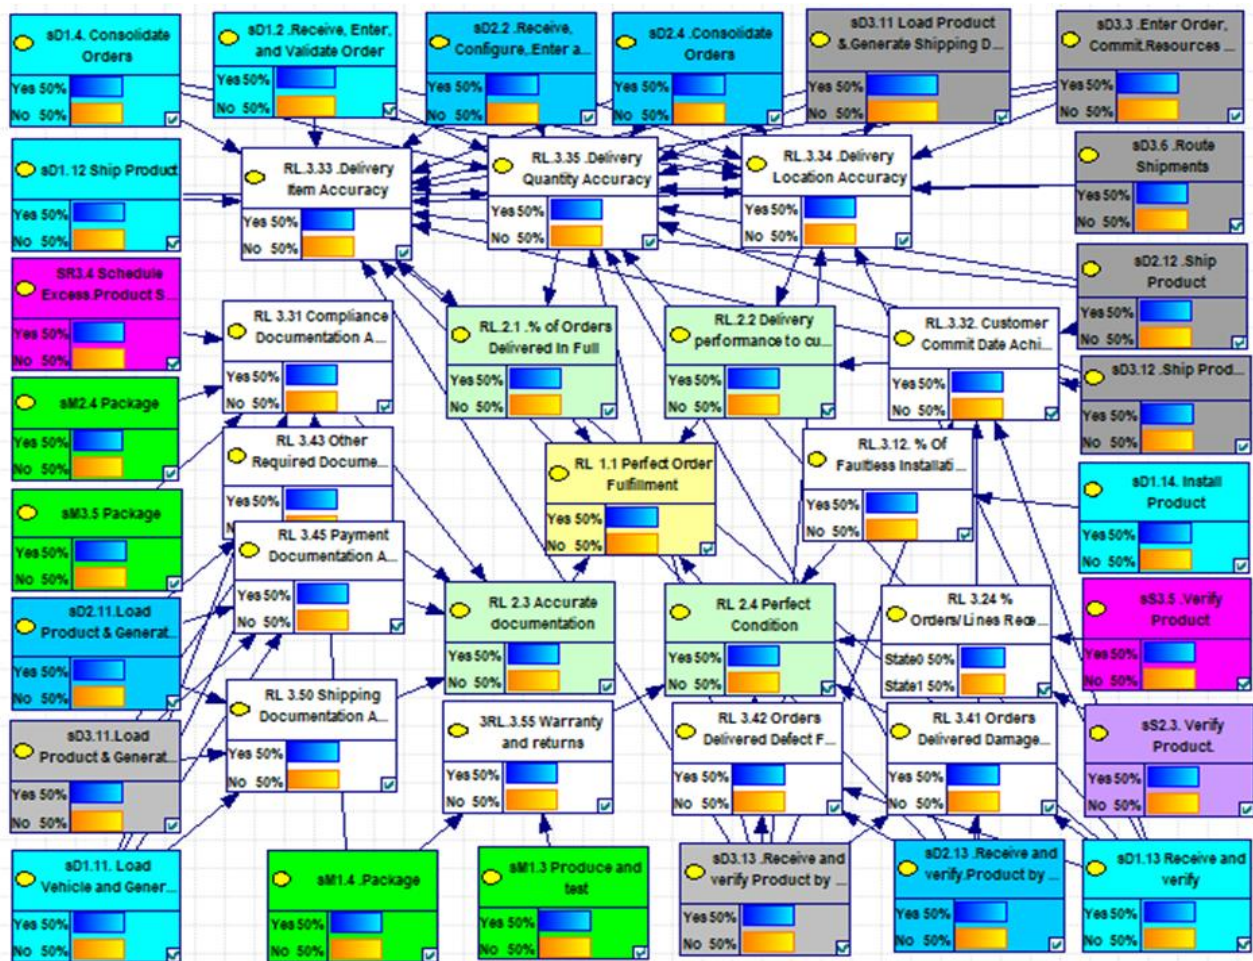 sD1.4. Consolidate
Orders
Yes 50%
No 50%
sD1.2 .Receive, Enter,
and Validate Order
Yes 50%
No 50%
sD2.2 .Receive,
Configure,.Enter a...
Yes 50%
No 50%
sD2.4 .Consolidate
Orders
Yes 50%
No 50%
sD3.11 Load Product
&.Generate Shipping D...
Yes 50%
No 50%
sD3.3 .Enter Order,
Commit.Resources ...
Yes 50%
No 50%
sD1. 12 Ship Product
Yes 50%
No 50%
RL.3.33 .Delivery
Item Accuracy
Yes 50%
No 50%
RL.3.35 .Delivery
Quantity Accuracy
Yes 50%
No 50%
RL.3.34 .Delivery
Location Accuracy
Yes 50%
No 50%
sD3.6 .Route
Shipments
Yes 50%
No 50%
SR3.4 Schedule
Excess.Product S...
Yes 50%
No 50%
RL 3.31 Compliance
Documentation A...
Yes 50%
No 50%
RL.2.1 .% of Orders
Delivered In Full
Yes 50%
No 50%
RL.2.2 Delivery
performance to cu...
Yes 50%
No 50%
RL.3.32. Customer
Commit Date Achi...
Yes 50%
No 50%
sD2.12 .Ship
Product
Yes 50%
No 50%
sM2.4 Package
Yes 50%
No 50%
RL 3.43 Other
Required Docume...
Yes 50%
No 50%
RL 1.1 Perfect Order
Fulfillment
Yes 50%
No 50%
RL.3.12. % Of
Faultless Installati...
Yes 50%
No 50%
sD3.12 .Ship Prod...
Yes 50%
No 50%
sM3.5 Package
Yes 50%
No 50%
RL 3.45 Payment
Documentation A...
Yes 50%
No 50%
sD1.14. Install
Product
Yes 50%
No 50%
sD2.11.Load
Product & Generat...
Yes 50%
No 50%
RL 2.3 Accurate
documentation
Yes 50%
No 50%
RL 2.4 Perfect
Condition
Yes 50%
No 50%
RL 3.24 %
Orders/Lines Rece...
State0 50%
State1 50%
sS3.5 .Verify
Product
Yes 50%
No 50%
sD3.11.Load
Product & Generat...
Yes 50%
No 50%
RL 3.50 Shipping
Documentation A...
Yes 50%
No 50%
3RL.3.55 Warranty
and returns
Yes 50%
No 50%
RL 3.42 Orders
Delivered Defect F...
Yes 50%
No 50%
RL 3.41 Orders
Delivered Damage...
Yes 50%
No 50%
sS2.3. Verify
Product.
Yes 50%
No 50%
sD1.11. Load
Vehicle and Gener...
Yes 50%
No 50%
sM1.4 .Package
Yes 50%
No 50%
sM1.3 Produce and
test
Yes 50%
No 50%
sD3.13 .Receive and
verify Product by ...
Yes 50%
No 50%
sD2.13 .Receive and
verify.Product by ...
Yes 50%
No 50%
sD1.13 Receive and
verify
Yes 50%
No 50%